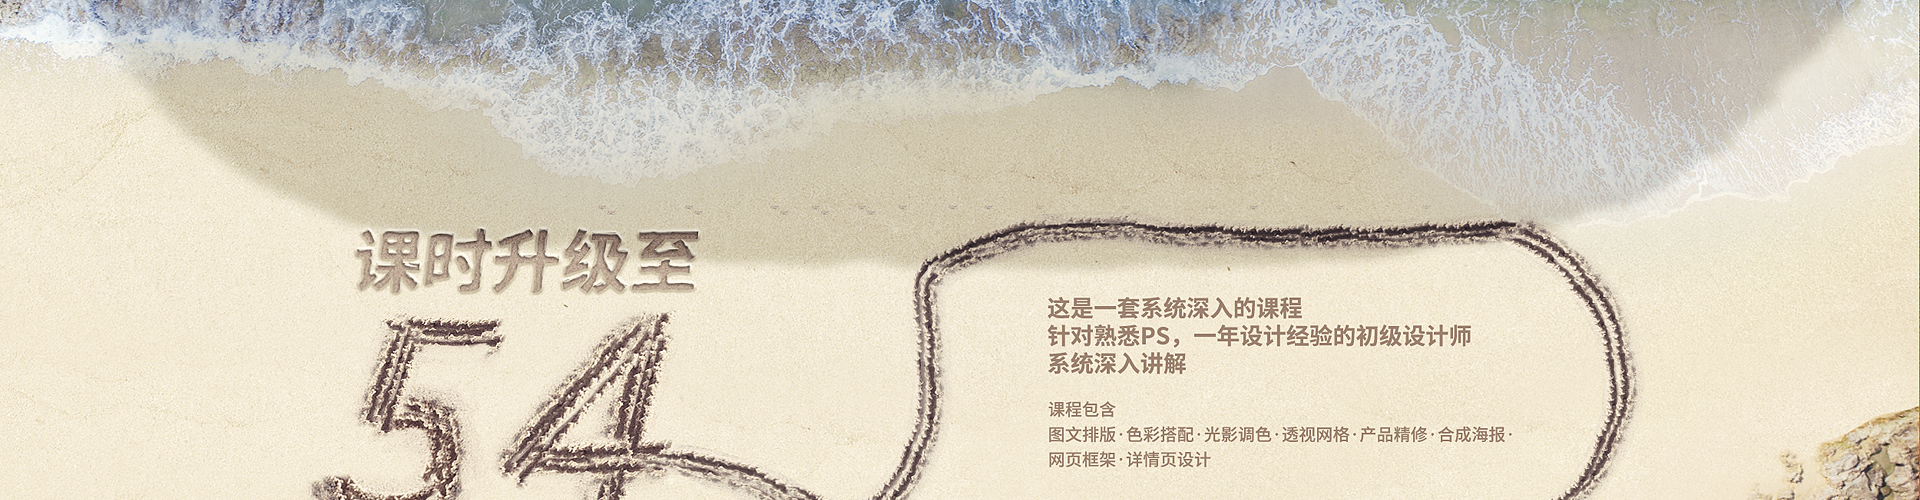 课时升级至
54
这是一套系统深入的课程
针对熟悉PS，一年设计经验的初级设计师
系统深入讲解
课程包含
图文排版·色彩搭配·光影调色·透视网格·产品精修·合成海报·
网页框架·详情页设计